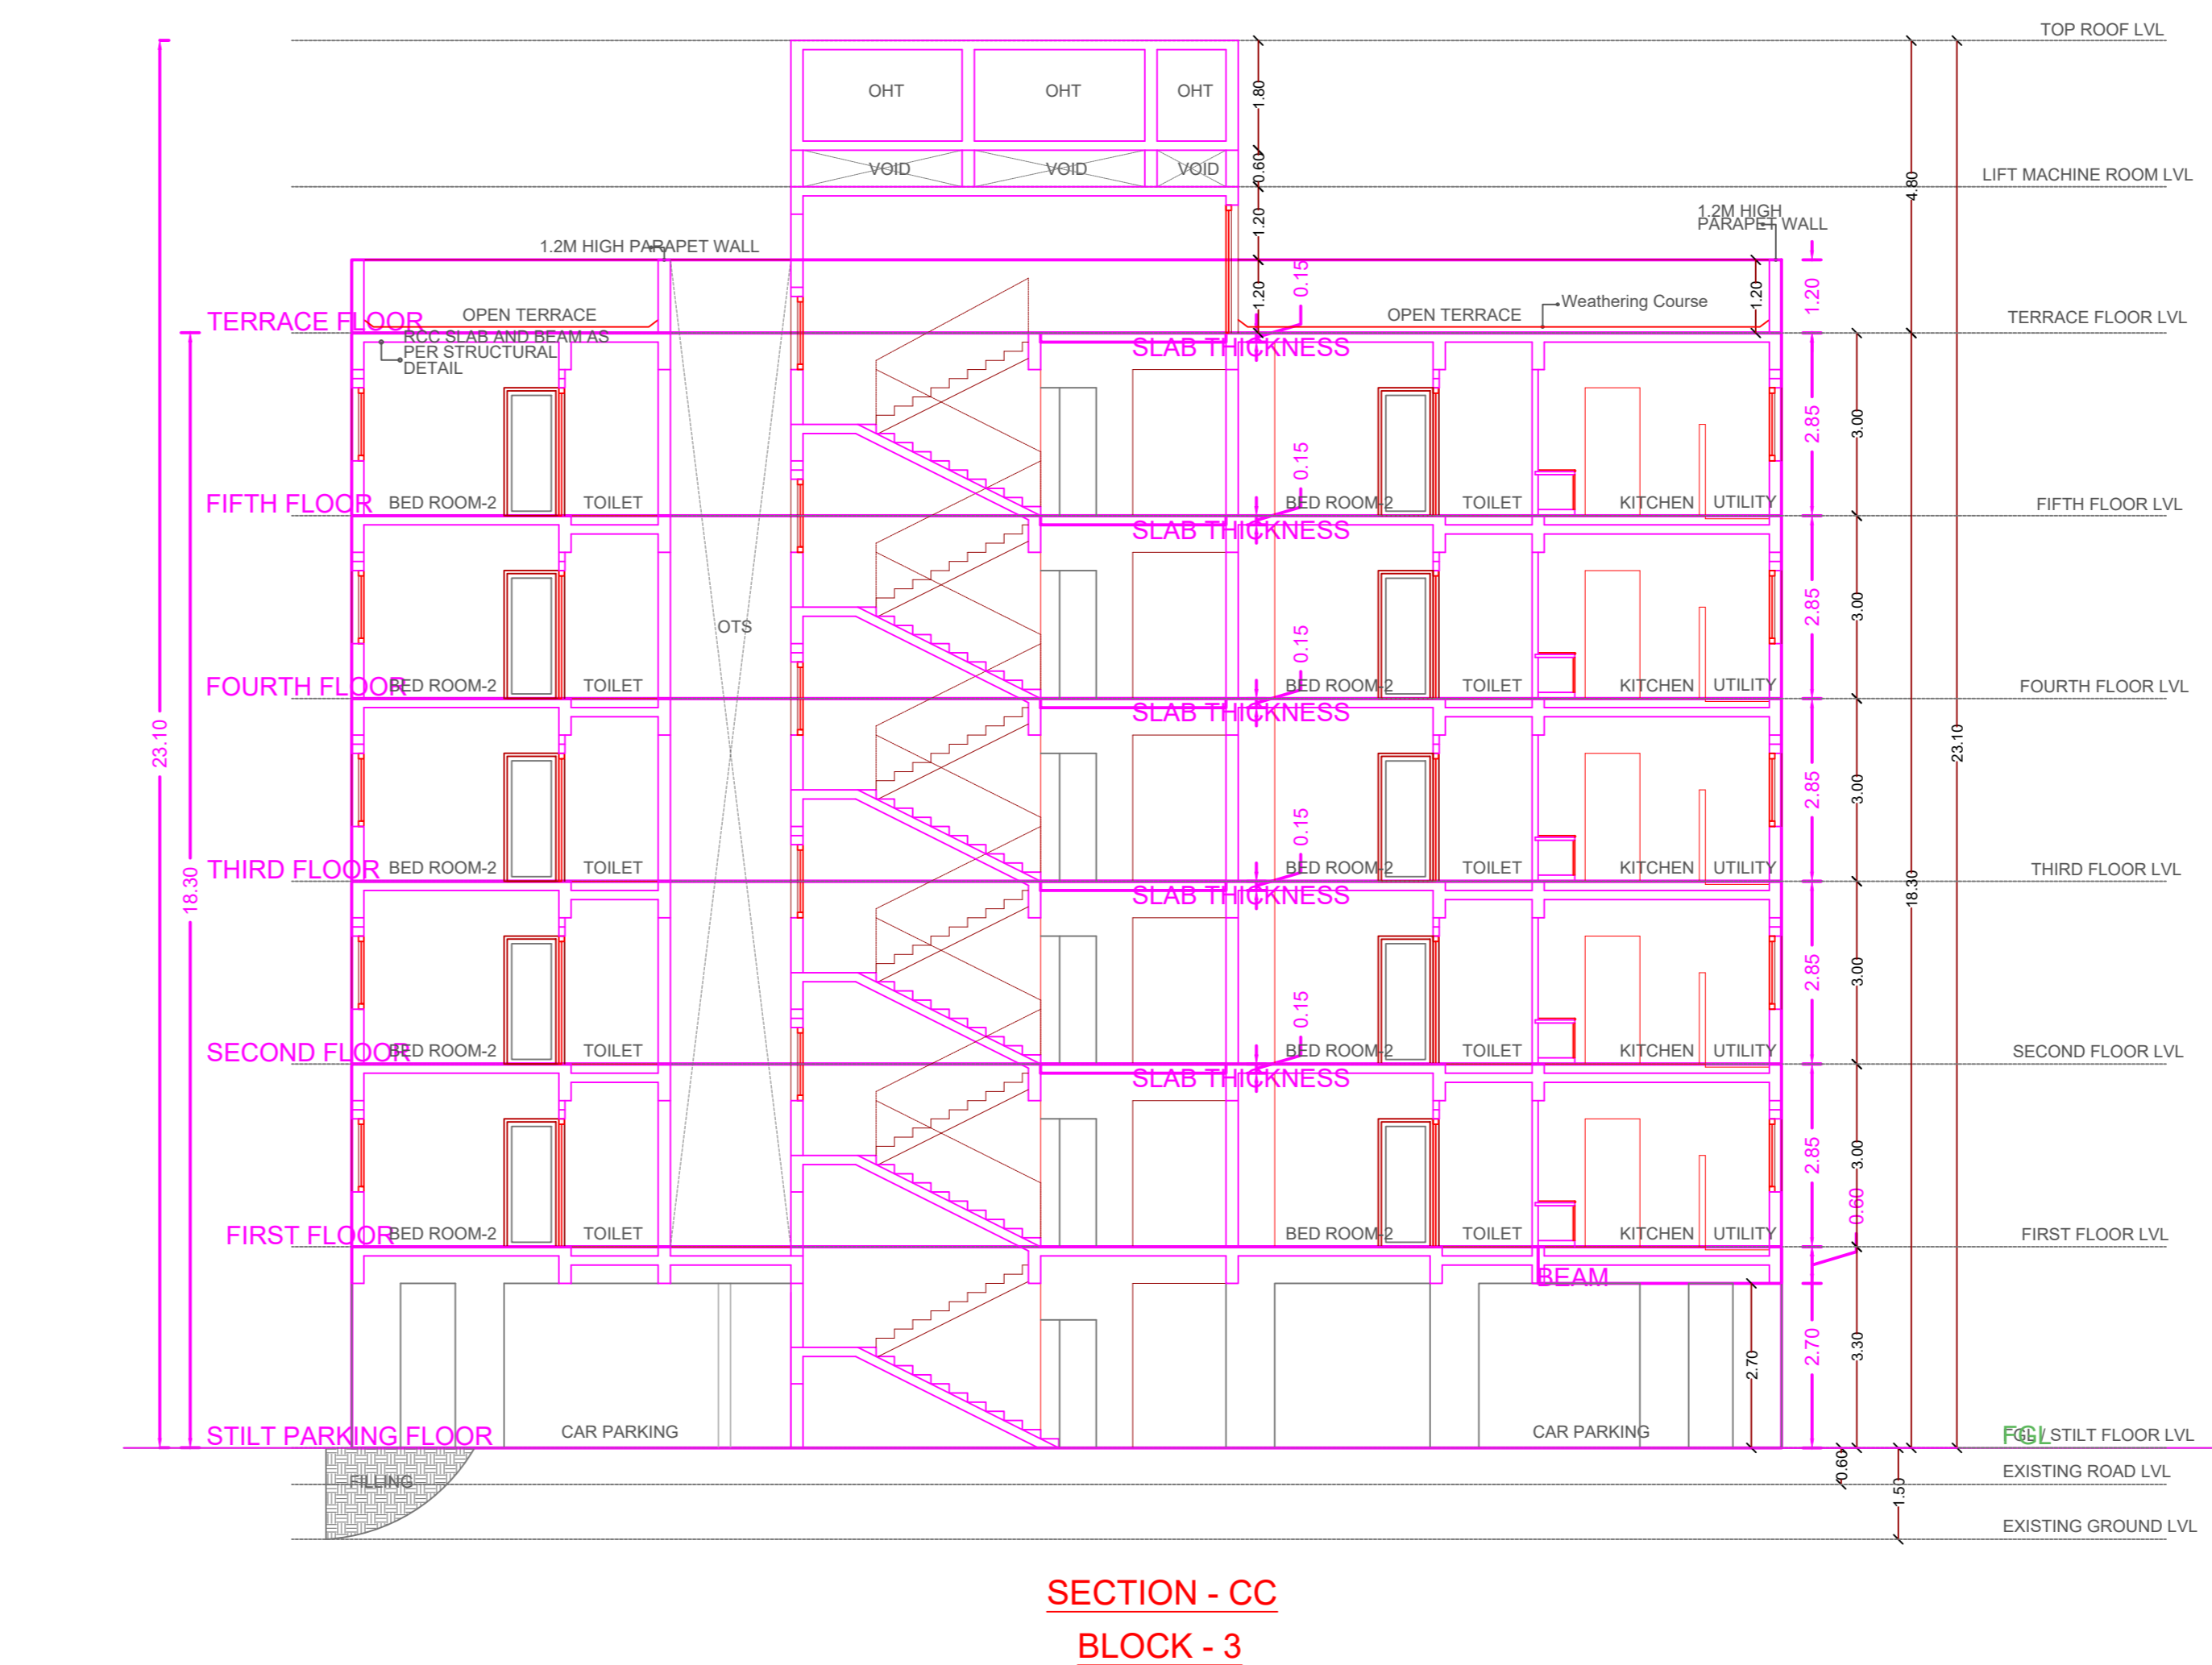 TOP ROOF LVL
OHT
OHT
OHT
1.80
VOID
VOID
VOID
0.60
LIFT MACHINE ROOM LVL
4.80
1.20
1.2M HIGH
PARAPET WALL
1.2M HIGH PARAPET WALL
0.15
1.20
1.20
1.20
OPEN TERRACE
OPEN TERRACE
Weathering Course
TERRACE FLOOR
TERRACE FLOOR LVL
RCC SLAB AND BEAM AS
PER STRUCTURAL
DETAIL
SLAB THICKNESS
2.85
3.00
0.15
FIFTH FLOOR
BED ROOM-2
TOILET
BED ROOM-2
TOILET
KITCHEN
UTILITY
FIFTH FLOOR LVL
SLAB THICKNESS
2.85
3.00
OTS
0.15
FOURTH FLOOR
BED ROOM-2
TOILET
BED ROOM-2
TOILET
KITCHEN
UTILITY
FOURTH FLOOR LVL
SLAB THICKNESS
23.10
23.10
2.85
3.00
0.15
THIRD FLOOR
BED ROOM-2
TOILET
BED ROOM-2
TOILET
KITCHEN
UTILITY
THIRD FLOOR LVL
18.30
18.30
SLAB THICKNESS
2.85
3.00
0.15
SECOND FLOOR
BED ROOM-2
TOILET
BED ROOM-2
TOILET
KITCHEN
UTILITY
SECOND FLOOR LVL
SLAB THICKNESS
2.85
3.00
0.60
FIRST FLOOR
BED ROOM-2
TOILET
BED ROOM-2
TOILET
KITCHEN
UTILITY
FIRST FLOOR LVL
BEAM
2.70
2.70
3.30
STILT PARKING FLOOR
CAR PARKING
CAR PARKING
FGL
FGL / STILT FLOOR LVL
FILLING
0.60
EXISTING ROAD LVL
1.50
EXISTING GROUND LVL
SECTION - CC
BLOCK - 3